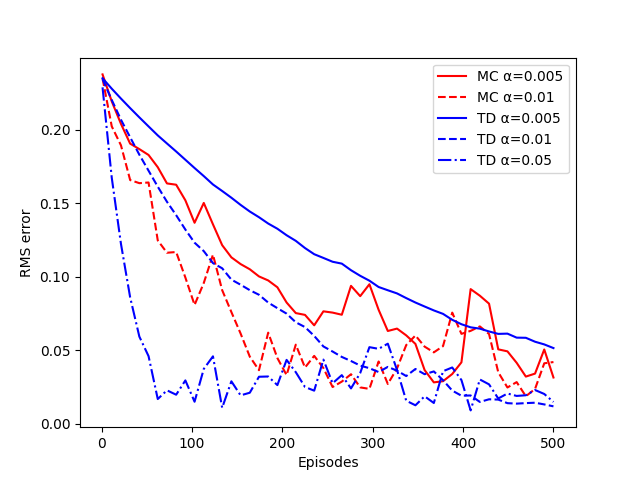 MC α=0.005
MC α=0.01
TD α=0.005
TD α=0.01
TD α=0.05
0.20
0.15
0.10
0.05
0.00
RMS error
0 100 200 300 400 500
Episodes